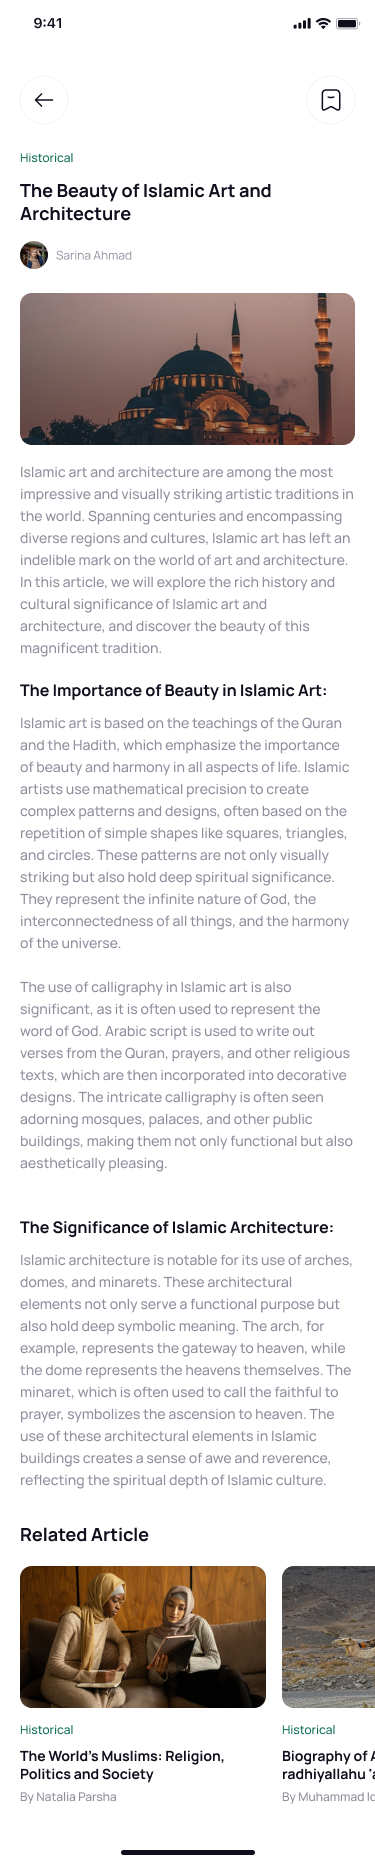 9:41
Historical
The Beauty of Islamic Art and
Architecture
Sarina Ahmad
Islamic art and architecture are among the most
impressive and visually striking artistic traditions in
the world. Spanning centuries and encompassing
diverse regions and cultures, Islamic art has left an
indelible mark on the world of art and architecture.
In this article, we will explore the rich history and
cultural significance of Islamic art and
architecture, and discover the beauty of this
magnificent tradition.
The Importance of Beauty in Islamic Art:
Islamic art is based on the teachings of the Quran
and the Hadith, which emphasize the importance
of beauty and harmony in all aspects of life. Islamic
artists use mathematical precision to create
complex patterns and designs, often based on the
repetition of simple shapes like squares, triangles,
and circles. These patterns are not only visually
striking but also hold deep spiritual significance.
They represent the infinite nature of God, the
interconnectedness of all things, and the harmony
of the universe.
The use of calligraphy in Islamic art is also
significant, as it is often used to represent the
word of God. Arabic script is used to write out
verses from the Quran, prayers, and other religious
texts, which are then incorporated into decorative
designs. The intricate calligraphy is often seen
adorning mosques, palaces, and other public
buildings, making them not only functional but also
aesthetically pleasing.
The Significance of Islamic Architecture:
Islamic architecture is notable for its use of arches,
domes, and minarets. These architectural
elements not only serve a functional purpose but
also hold deep symbolic meaning. The arch, for
example, represents the gateway to heaven, while
the dome represents the heavens themselves. The
minaret, which is often used to call the faithful to
prayer, symbolizes the ascension to heaven. The
use of these architectural elements in Islamic
buildings creates a sense of awe and reverence,
reflecting the spiritual depth of Islamic culture.
Related Article
Historical
The World's Muslims: Religion,
Politics and Society
By Natalia Parsha
Historical
Biography of
radhiyallahu
By Muhammad